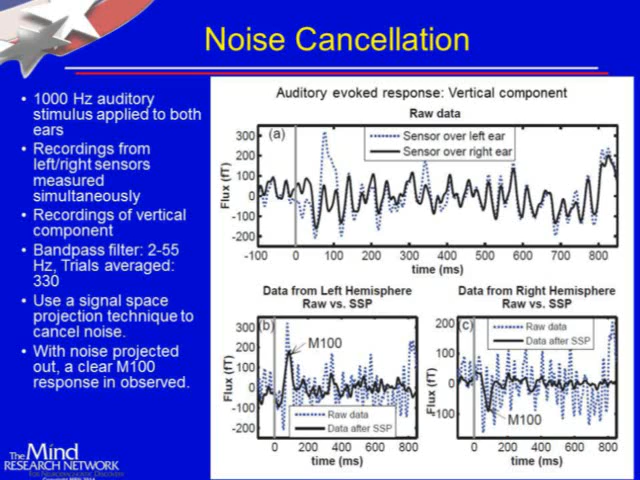 Noise Cancellation
• 1000 Hz auditory
stimulus applied to both
ears
• Recordings from
left/right sensors
measured
simultaneously
• Recordings of vertical
component
• Bandpass filter: 2-55
Hz, Trials averaged:
330
• Use a signal space
projection technique to
cancel noise.
• With noise projected
out, a clear M100
response in observed.
The Mind
RESEARCH NETWORK
Auditory evoked response: Vertical component
Raw data
(a)
Sensor over left ear
Sensor over right ear
Flux (fT)
300
200
100
0
-100
-200
-100 0 100 200 300 400 500 600 700 800
time (ms)
Data from Left Hemisphere
Raw vs. SSP
(b)
M100
Flux (fT)
300
200
100
0
-100
-200
Raw data
Data after SSP
0 200 400 600 800
time (ms)
Data from Right Hemisphere
Raw vs. SSP
(c)
Raw data
Data after SSP
Flux (fT)
200
100
0
-100
M100
0 200 400 600 800
time (ms)